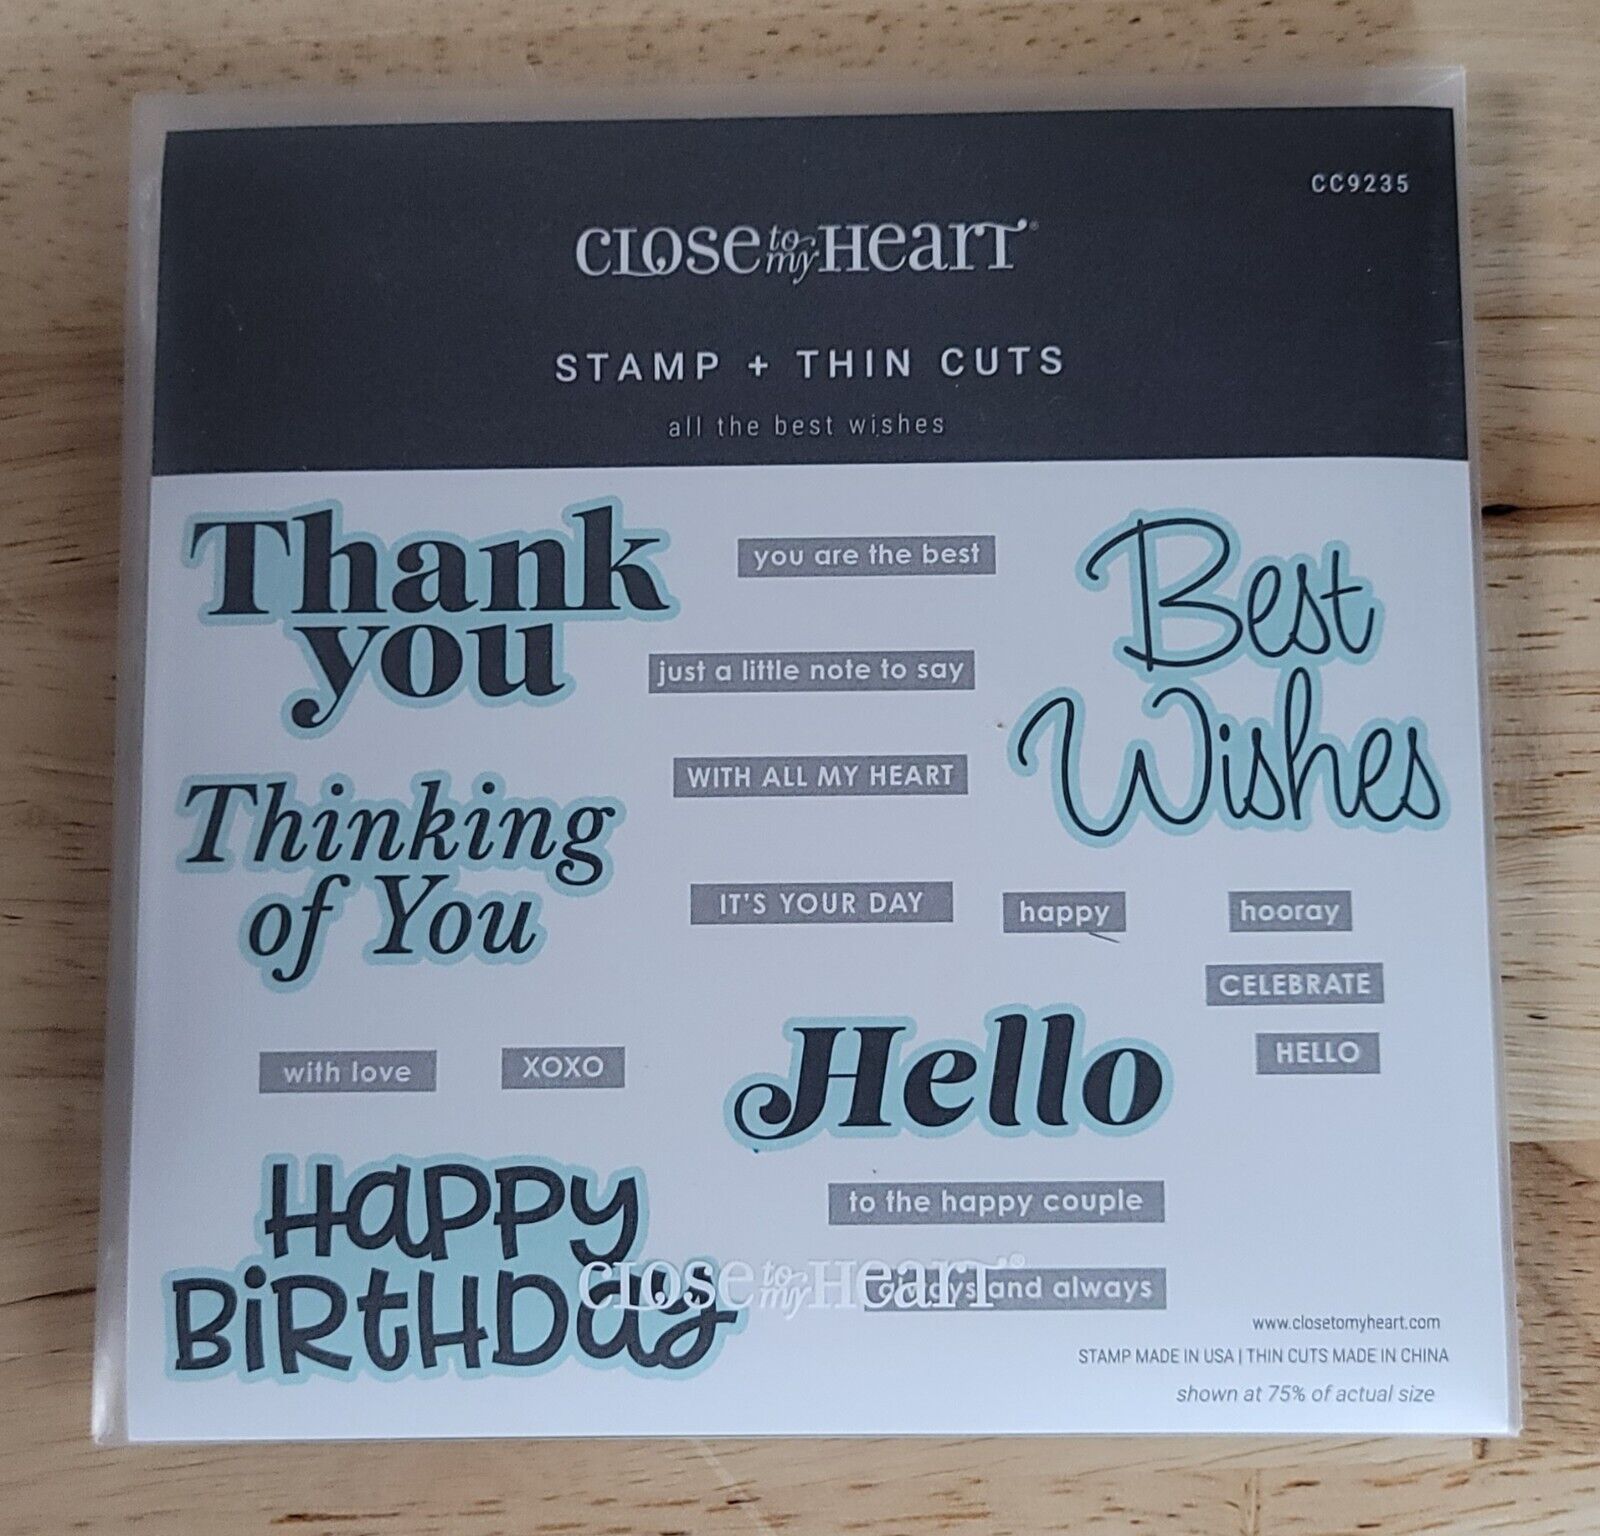 CC9235
CLOSE to my HEART®
STAMP + THIN CUTS
all the best wishes
Thank
you
you are the best
Best
Wishes
just a little note to say
WITH ALL MY HEART
Thinking
of You
IT'S YOUR DAY
happy
hooray
CELEBRATE
HELLO
with love
XOXO
Hello
HAPPY
BiRtHDay
to the happy couple
always and always
CLOSE to my HEART®
www.closetomyheart.com
STAMP MADE IN USA | THIN CUTS MADE IN CHINA
shown at 75% of actual size